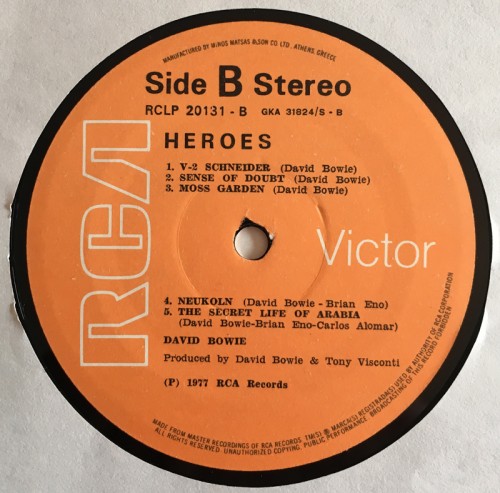 MANUFACTURED BY MINOS MATSAS & SON CO. LTD., ATHENS, GREECE
Side B Stereo
RCLP 20131 - B GKA 31824/S - B
HEROES
1. V-2 SCHNEIDER (David Bowie)
2. SENSE OF DOUBT (David Bowie)
3. MOSS GARDEN (David Bowie)
RCA
Victor
4. NEUKOLN (David Bowie - Brian Eno)
5. THE SECRET LIFE OF ARABIA
(David Bowie-Brian Eno-Carlos Alomar)
DAVID BOWIE
Produced by David Bowie & Tony Visconti
(P) 1977 RCA Records
MADE FROM MASTER RECORDINGS OF RCA RECORDS. TM(S) ® MARCA(S) REGISTRADA(S) USED BY AUTHORITY OF RCA CORPORATION
ALL RIGHTS RESERVED. UNAUTHORIZED COPYING, PUBLIC PERFORMANCE, BROADCASTING OF THIS RECORD FORBIDDEN